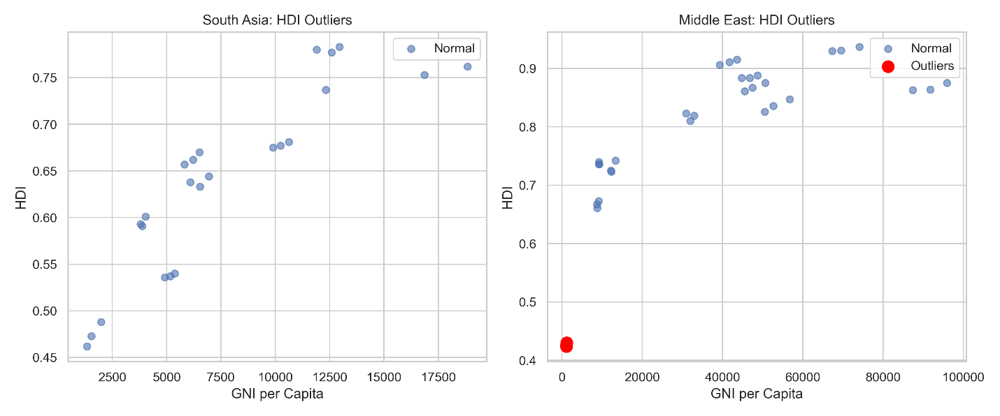 South Asia: HDI Outliers
Normal
HDI
0.75
0.70
0.65
0.60
0.55
0.50
0.45
2500 5000 7500 10000 12500 15000 17500
GNI per Capita
Middle East: HDI Outliers
Normal
Outliers
HDI
0.9
0.8
0.7
0.6
0.5
0.4
0 20000 40000 60000 80000 100000
GNI per Capita